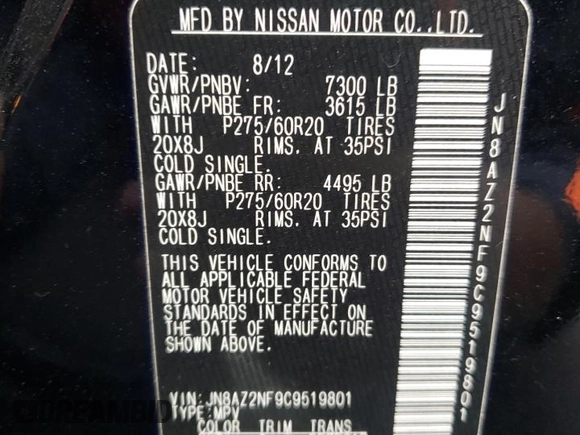 MFD BY NISSAN MOTOR CO.,LTD.
DATE: 8/12
GVWR/PNBV: 7300 LB
GAWR/PNBE FR: 3615 LB
WITH P275/60R20 TIRES
20X8J RIMS. AT 35PSI
COLD SINGLE.
GAWR/PNBE RR: 4495 LB
WITH P275/60R20 TIRES
20X8J RIMS. AT 35PSI
COLD SINGLE.
THIS VEHICLE CONFORMS TO
ALL APPLICABLE FEDERAL
MOTOR VEHICLE SAFETY
STANDARDS IN EFFECT ON
THE DATE OF MANUFACTURE
SHOWN ABOVE.
VIN: JN8AZ2NF9C9519801
TYPE:MPV
COLOR TRIM TRANS
JN8AZ2NF9C9519801